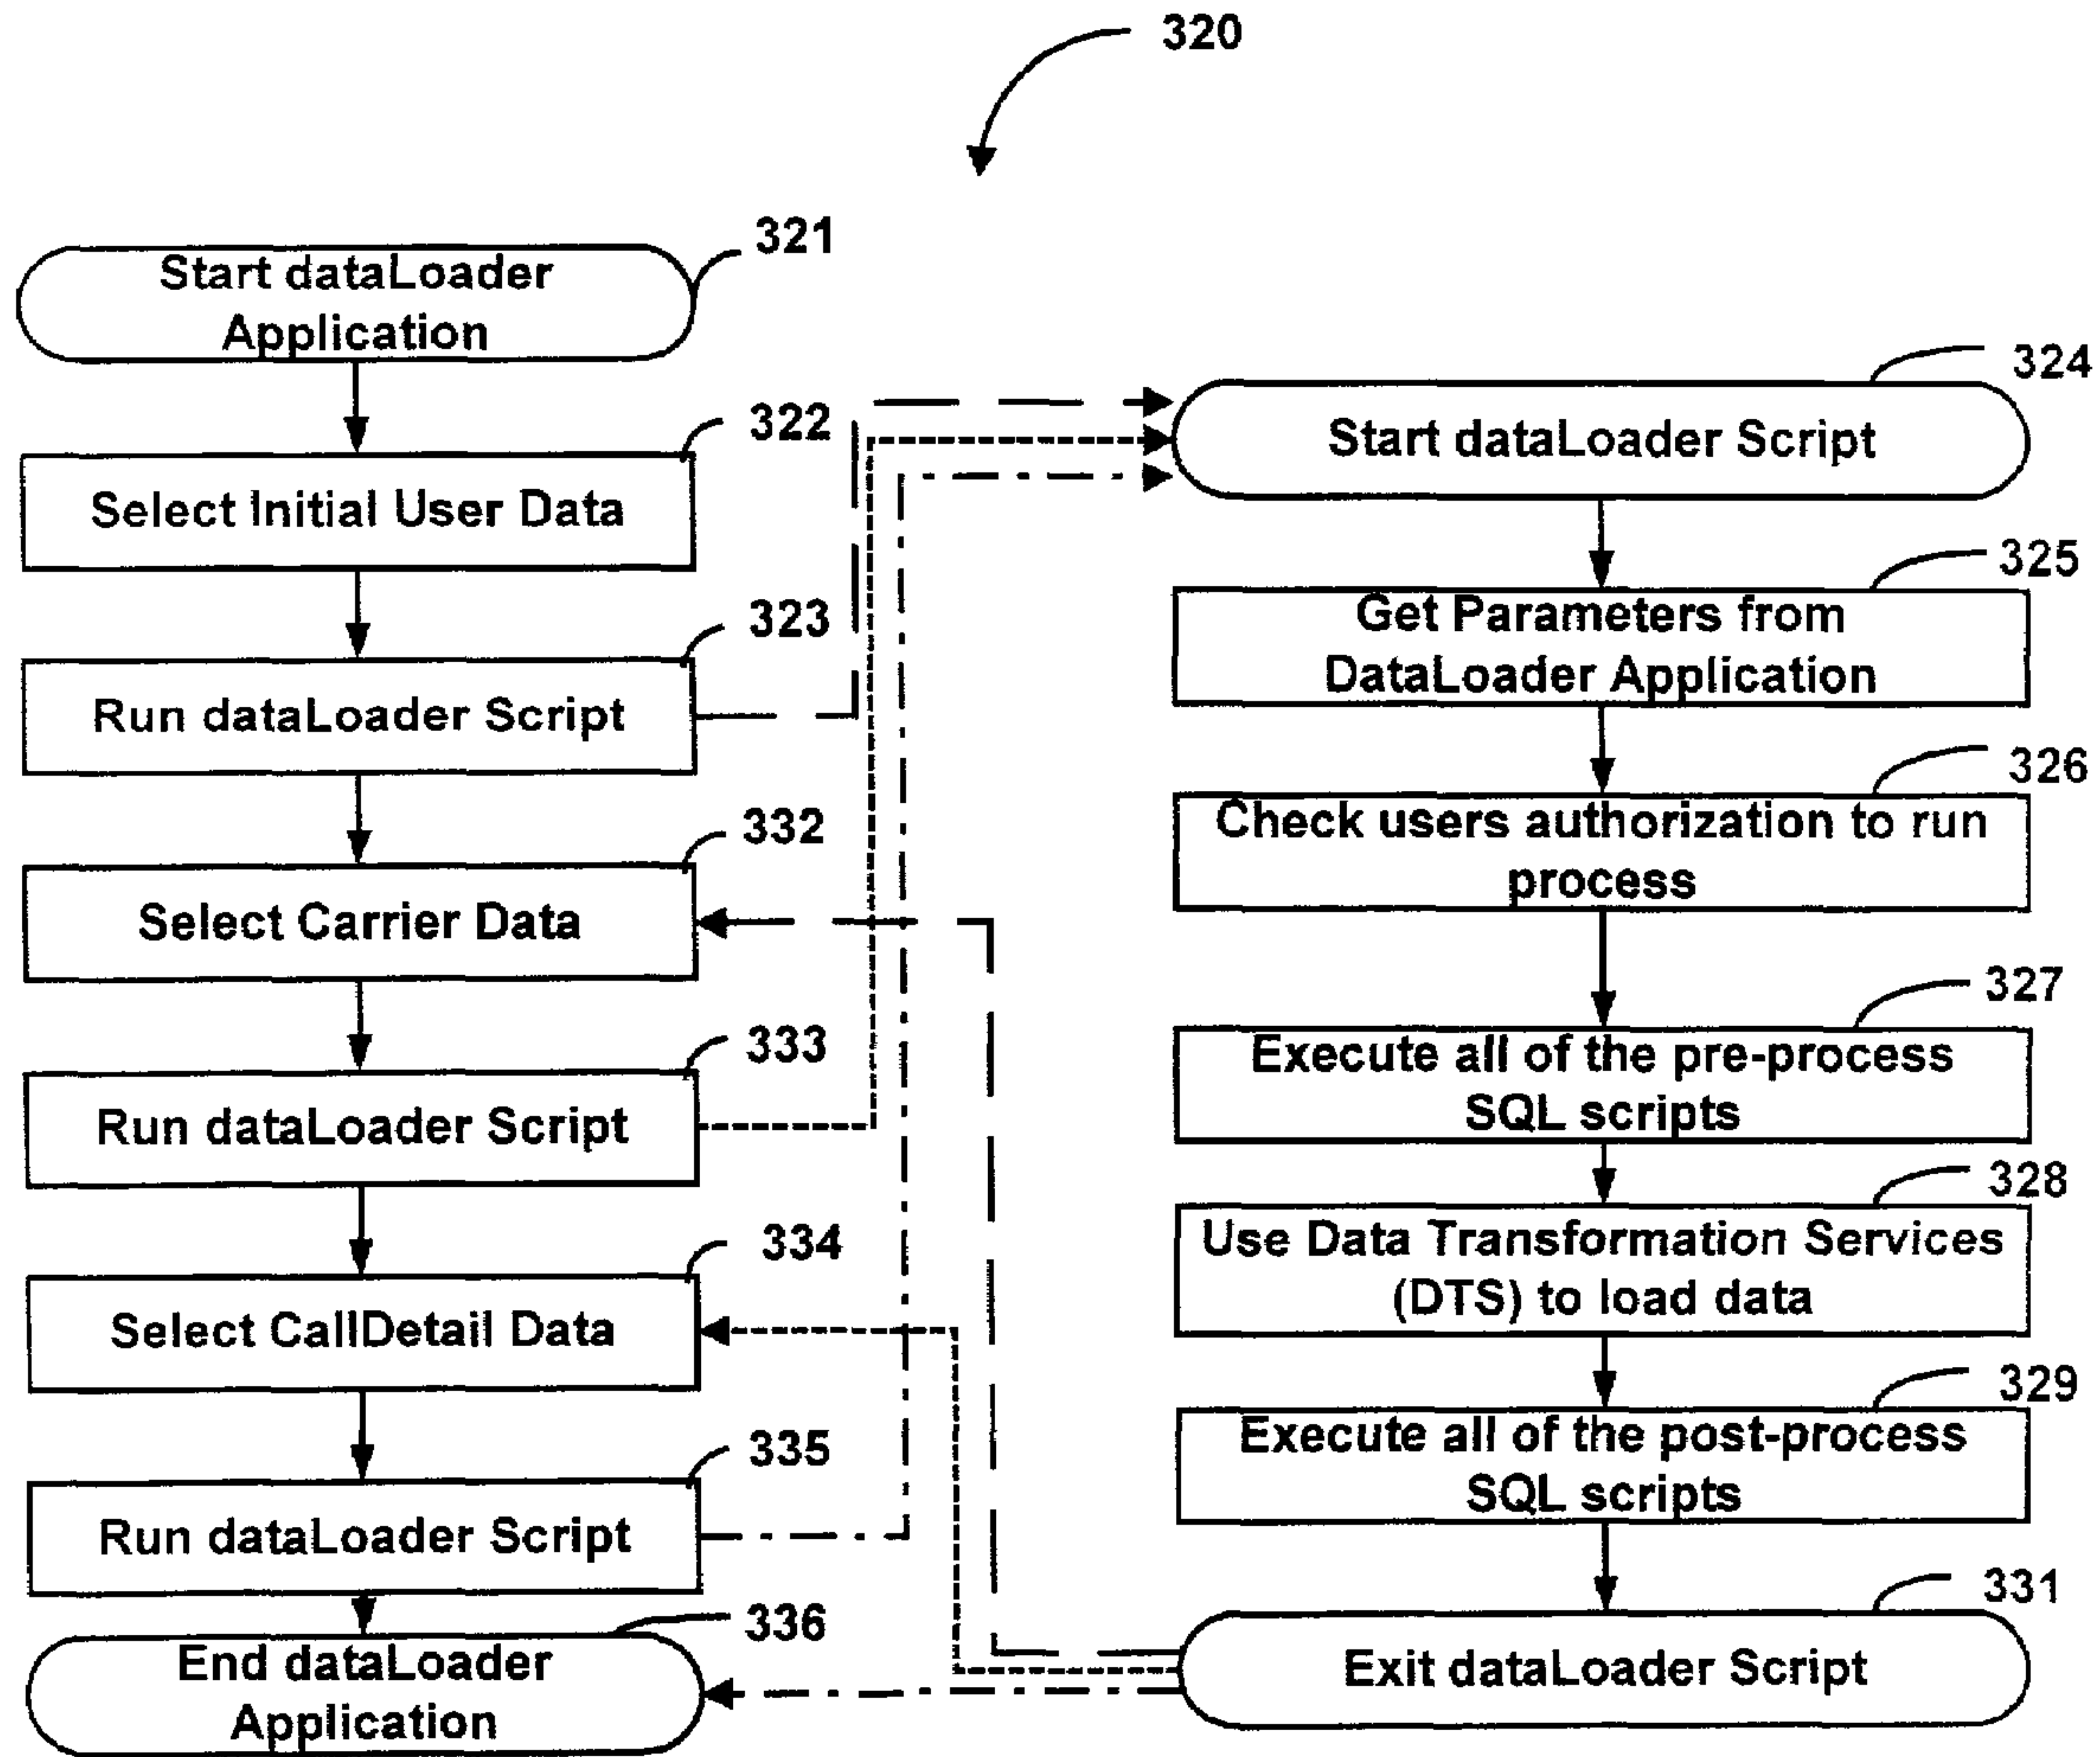 320
321
Start dataLoader
Application
322
Select Initial User Data
323
Run dataLoader Script
332
Select Carrier Data
333
Run dataLoader Script
334
Select CallDetail Data
335
Run dataLoader Script
336
End dataLoader
Application
324
Start dataLoader Script
325
Get Parameters from
DataLoader Application
326
Check users authorization to run
process
327
Execute all of the pre-process
SQL scripts
328
Use Data Transformation Services
(DTS) to load data
329
Execute all of the post-process
SQL scripts
331
Exit dataLoader Script